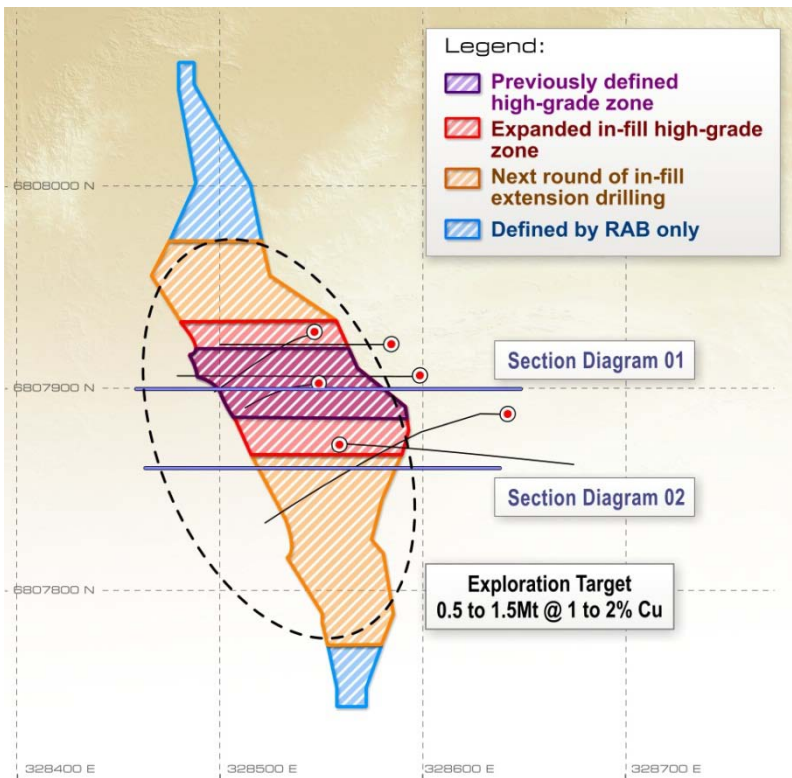 Legend:
Previously defined
high-grade zone
Expanded in-fill high-grade
zone
Next round of in-fill
extension drilling
Defined by RAB only
6808000 N
Section Diagram 01
6807900 N
Section Diagram 02
6807800 N
Exploration Target
0.5 to 1.5Mt @ 1 to 2% Cu
328400 E
328500 E
328600 E
328700 E